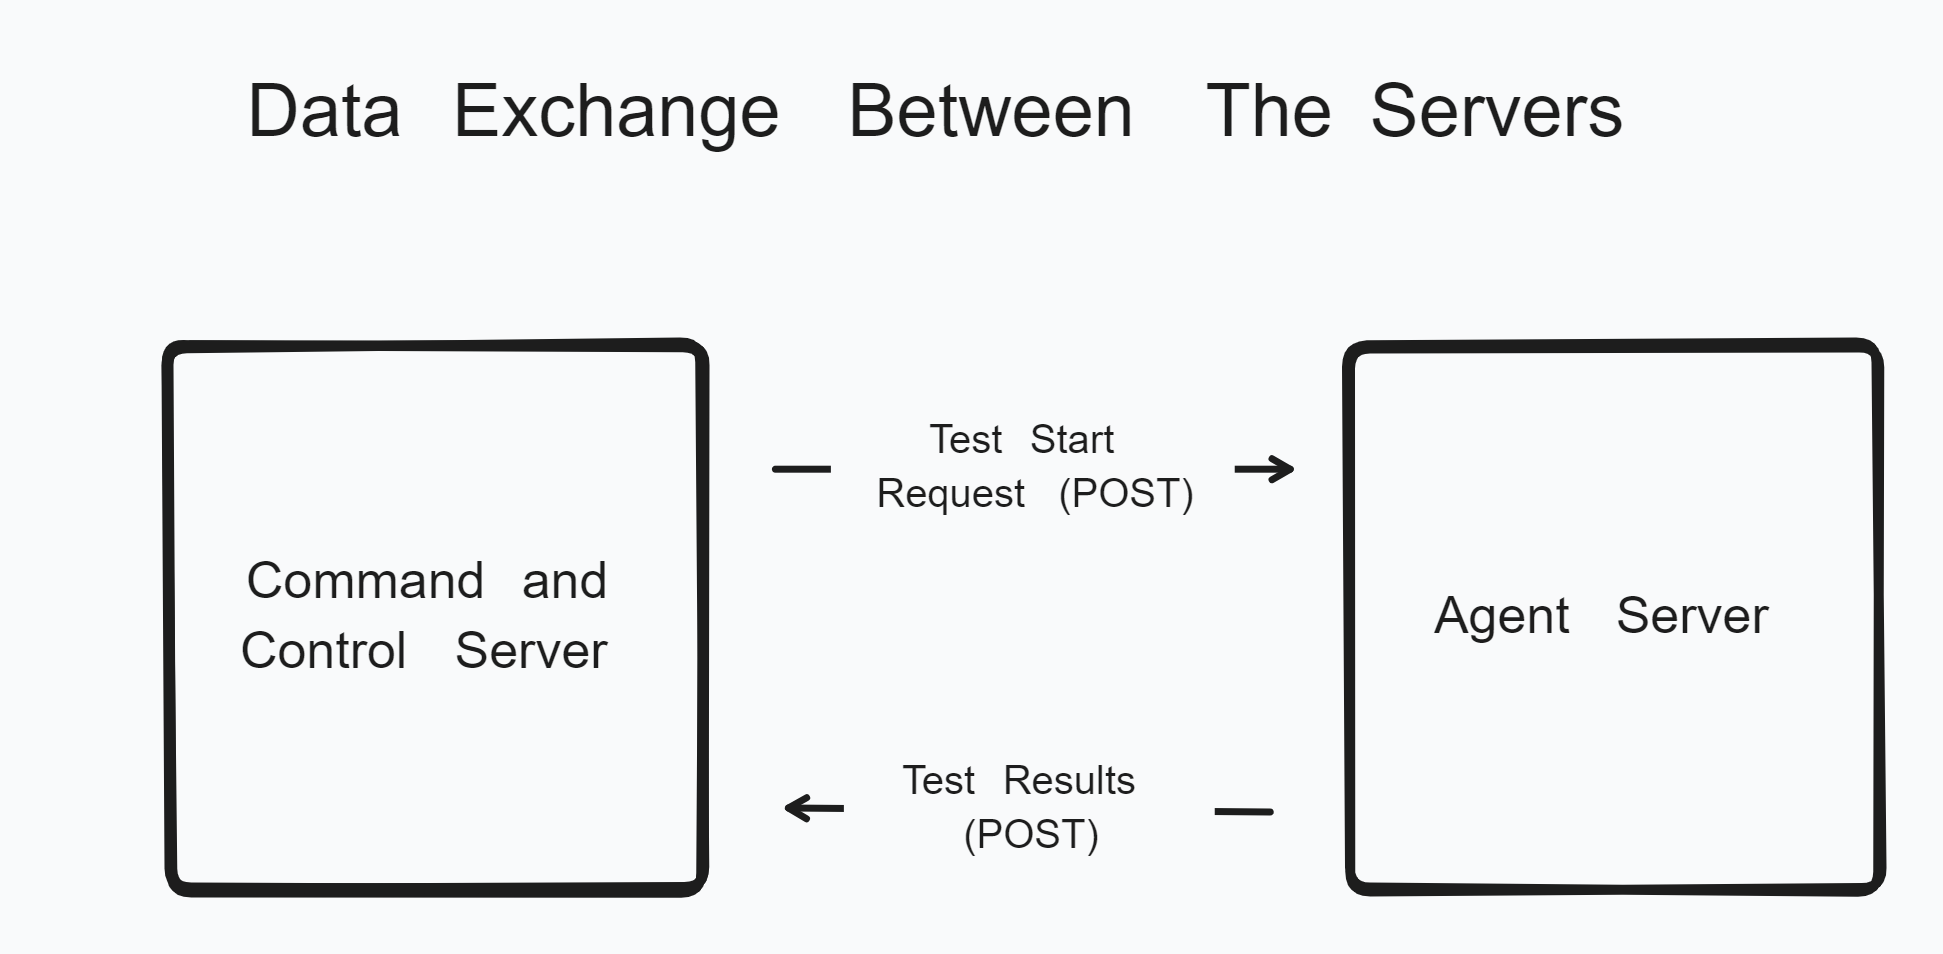 Data Exchange Between The Servers
Test Start
Request (POST)
Command and
Control Server
Agent Server
Test Results
(POST)